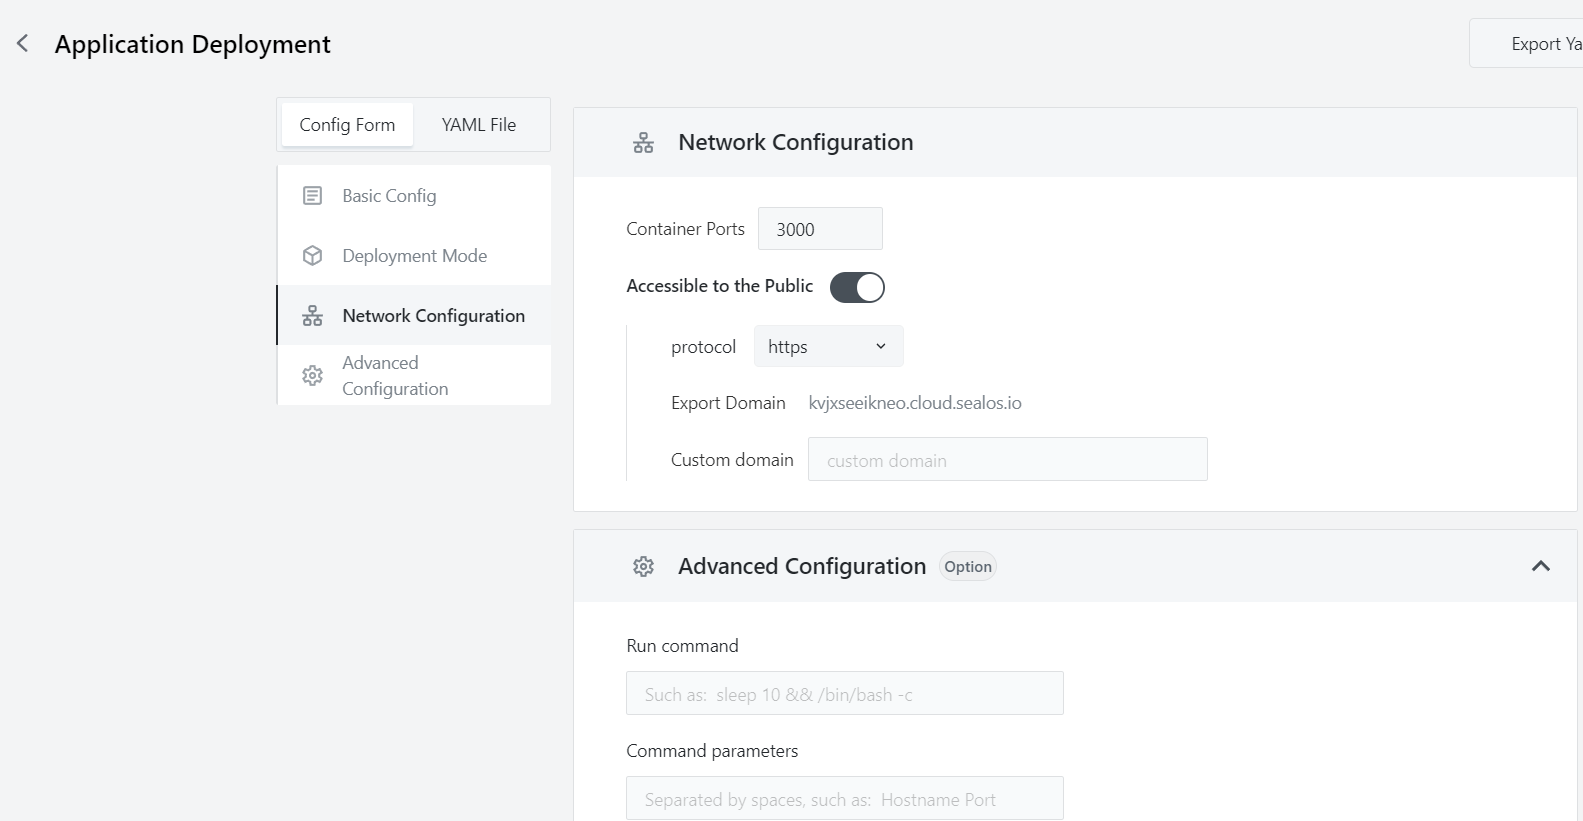 Application Deployment
Export Ya
Config Form
YAML File
Basic Config
Deployment Mode
Network Configuration
Advanced
Configuration
Network Configuration
Container Ports 3000
Accessible to the Public
protocol https
Export Domain kvjxseeikneo.cloud.sealos.io
Custom domain custom domain
Advanced Configuration Option
Run command
Such as: sleep 10 && /bin/bash -c
Command parameters
Separated by spaces, such as: Hostname Port